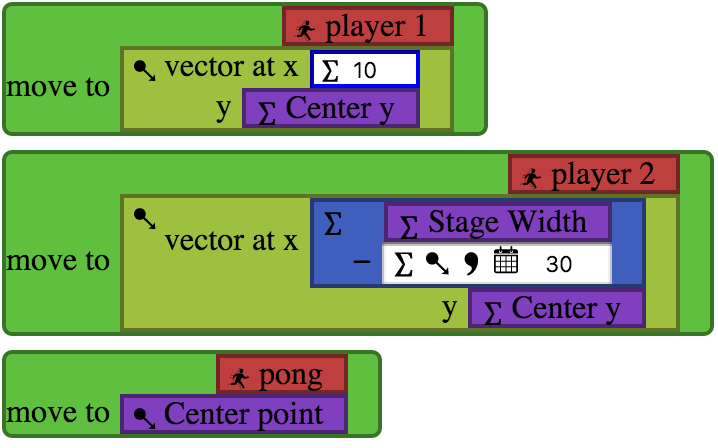 player 1
move to vector at x Σ 10
y Σ Center y
player 2
move to vector at x Σ Σ Stage Width
– Σ , 30
y Σ Center y
pong
move to Center point